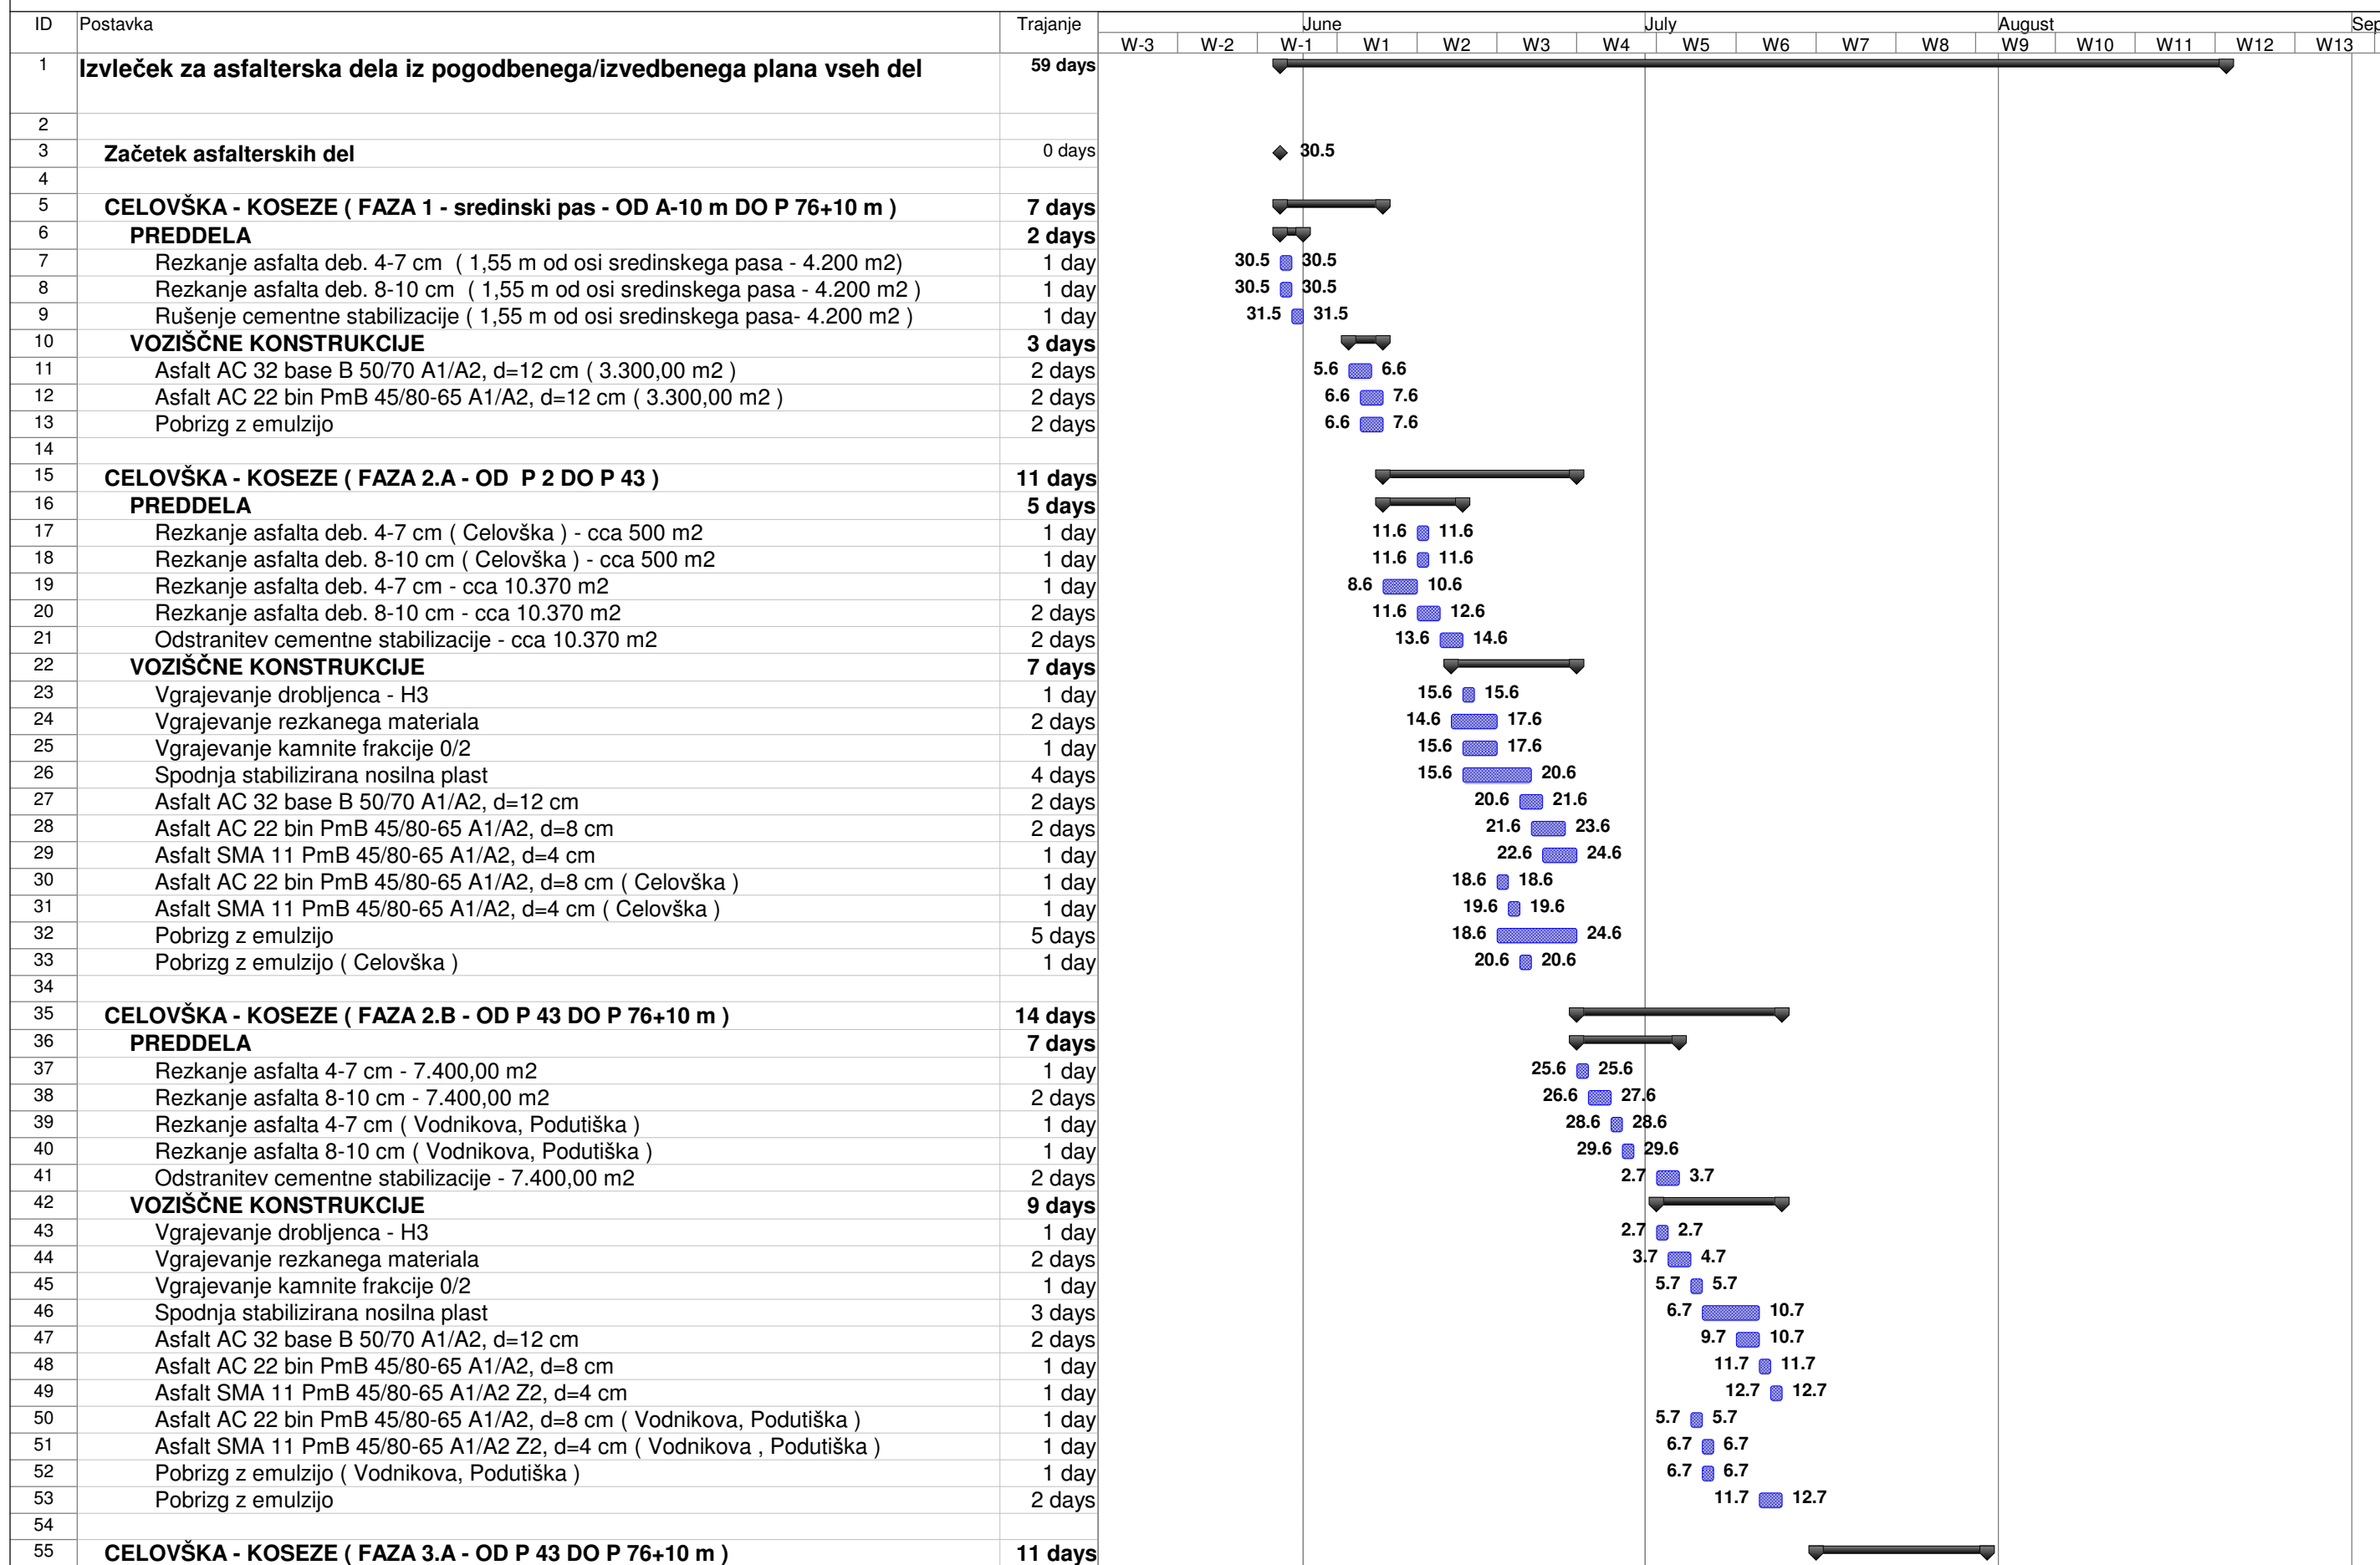 ID Postavka Trajanje June July August Sep
W-3 W-2 W-1 W1 W2 W3 W4 W5 W6 W7 W8 W9 W10 W11 W12 W13
1 Izvleček za asfalterska dela iz pogodbenega/izvedbenega plana vseh del 59 days
2
3 Začetek asfalterskih del 0 days 30.5
4
5 CELOVŠKA - KOSEZE ( FAZA 1 - sredinski pas - OD A-10 m DO P 76+10 m ) 7 days
6 PREDDELA 2 days
7 Rezkanje asfalta deb. 4-7 cm ( 1,55 m od osi sredinskega pasa - 4.200 m2) 1 day 30.5 30.5
8 Rezkanje asfalta deb. 8-10 cm ( 1,55 m od osi sredinskega pasa - 4.200 m2 ) 1 day 30.5 30.5
9 Rušenje cementne stabilizacije ( 1,55 m od osi sredinskega pasa- 4.200 m2 ) 1 day 31.5 31.5
10 VOZIŠČNE KONSTRUKCIJE 3 days
11 Asfalt AC 32 base B 50/70 A1/A2, d=12 cm ( 3.300,00 m2 ) 2 days 5.6 6.6
12 Asfalt AC 22 bin PmB 45/80-65 A1/A2, d=12 cm ( 3.300,00 m2 ) 2 days 6.6 7.6
13 Pobrizg z emulzijo 2 days 6.6 7.6
14
15 CELOVŠKA - KOSEZE ( FAZA 2.A - OD P 2 DO P 43 ) 11 days
16 PREDDELA 5 days
17 Rezkanje asfalta deb. 4-7 cm ( Celovška ) - cca 500 m2 1 day 11.6 11.6
18 Rezkanje asfalta deb. 8-10 cm ( Celovška ) - cca 500 m2 1 day 11.6 11.6
19 Rezkanje asfalta deb. 4-7 cm - cca 10.370 m2 1 day 8.6 10.6
20 Rezkanje asfalta deb. 8-10 cm - cca 10.370 m2 2 days 11.6 12.6
21 Odstranitev cementne stabilizacije - cca 10.370 m2 2 days 13.6 14.6
22 VOZIŠČNE KONSTRUKCIJE 7 days
23 Vgrajevanje drobljenca - H3 1 day 15.6 15.6
24 Vgrajevanje rezkanega materiala 2 days 14.6 17.6
25 Vgrajevanje kamnite frakcije 0/2 1 day 15.6 17.6
26 Spodnja stabilizirana nosilna plast 4 days 15.6 20.6
27 Asfalt AC 32 base B 50/70 A1/A2, d=12 cm 2 days 20.6 21.6
28 Asfalt AC 22 bin PmB 45/80-65 A1/A2, d=8 cm 2 days 21.6 23.6
29 Asfalt SMA 11 PmB 45/80-65 A1/A2, d=4 cm 1 day 22.6 24.6
30 Asfalt AC 22 bin PmB 45/80-65 A1/A2, d=8 cm ( Celovška ) 1 day 18.6 18.6
31 Asfalt SMA 11 PmB 45/80-65 A1/A2, d=4 cm ( Celovška ) 1 day 19.6 19.6
32 Pobrizg z emulzijo 5 days 18.6 24.6
33 Pobrizg z emulzijo ( Celovška ) 1 day 20.6 20.6
34
35 CELOVŠKA - KOSEZE ( FAZA 2.B - OD P 43 DO P 76+10 m ) 14 days
36 PREDDELA 7 days
37 Rezkanje asfalta 4-7 cm - 7.400,00 m2 1 day 25.6 25.6
38 Rezkanje asfalta 8-10 cm - 7.400,00 m2 2 days 26.6 27.6
39 Rezkanje asfalta 4-7 cm ( Vodnikova, Podutiška ) 1 day 28.6 28.6
40 Rezkanje asfalta 8-10 cm ( Vodnikova, Podutiška ) 1 day 29.6 29.6
41 Odstranitev cementne stabilizacije - 7.400,00 m2 2 days 2.7 3.7
42 VOZIŠČNE KONSTRUKCIJE 9 days
43 Vgrajevanje drobljenca - H3 1 day 2.7 2.7
44 Vgrajevanje rezkanega materiala 2 days 3.7 4.7
45 Vgrajevanje kamnite frakcije 0/2 1 day 5.7 5.7
46 Spodnja stabilizirana nosilna plast 3 days 6.7 10.7
47 Asfalt AC 32 base B 50/70 A1/A2, d=12 cm 2 days 9.7 10.7
48 Asfalt AC 22 bin PmB 45/80-65 A1/A2, d=8 cm 1 day 11.7 11.7
49 Asfalt SMA 11 PmB 45/80-65 A1/A2 Z2, d=4 cm 1 day 12.7 12.7
50 Asfalt AC 22 bin PmB 45/80-65 A1/A2, d=8 cm ( Vodnikova, Podutiška ) 1 day 5.7 5.7
51 Asfalt SMA 11 PmB 45/80-65 A1/A2 Z2, d=4 cm ( Vodnikova , Podutiška ) 1 day 6.7 6.7
52 Pobrizg z emulzijo ( Vodnikova, Podutiška ) 1 day 6.7 6.7
53 Pobrizg z emulzijo 2 days 11.7 12.7
54
55 CELOVŠKA - KOSEZE ( FAZA 3.A - OD P 43 DO P 76+10 m ) 11 days